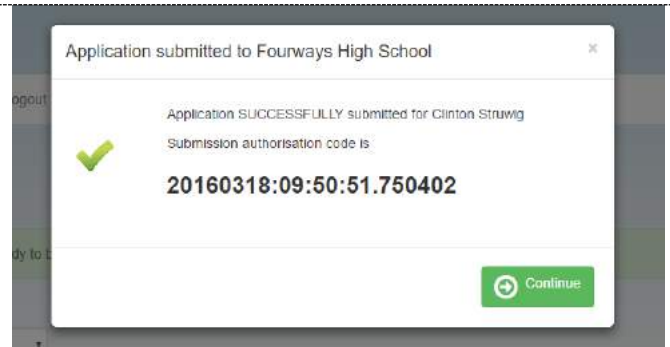 Application submitted to Fourways High School
×
ogout
Application SUCCESSFULLY submitted for Clinton Struwig
Submission authorisation code is
20160318:09:50:51.750402
dy to b
Continue